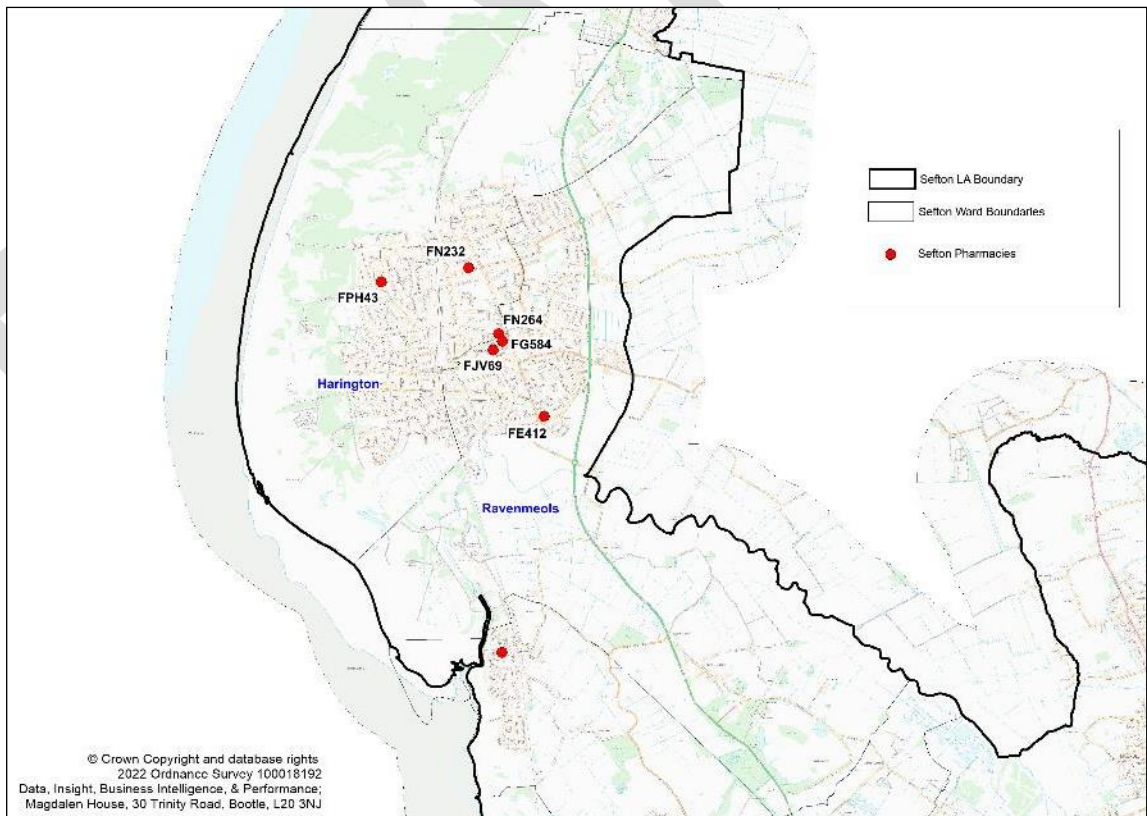 Sefton LA Boundary
Sefton Ward Boundaries
Sefton Pharmacies
FN232
FPH43
FN264
FG584
FJV69
Harington
FE412
Ravenmeols
© Crown Copyright and database rights
2022 Ordnance Survey 100018192
Data, Insight, Business Intelligence, & Performance;
Magdalen House, 30 Trinity Road, Bootle, L20 3NJ